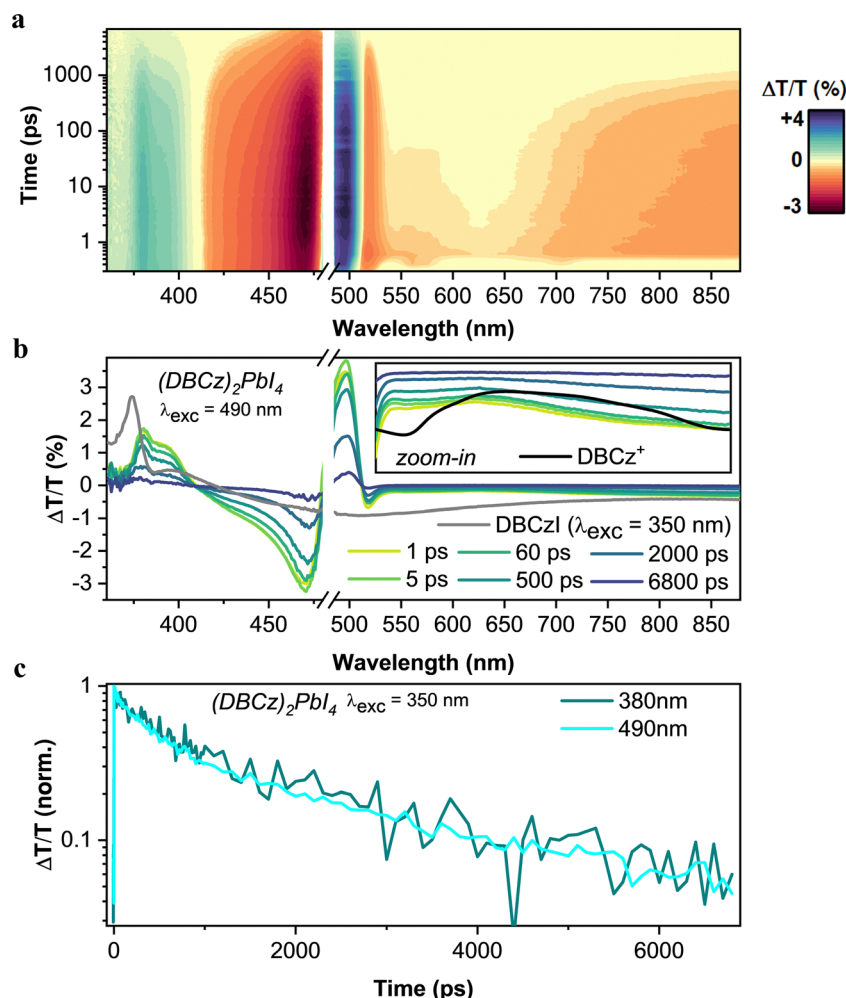 a
Time (ps)
1000
100
10
1
400
450
500
550
600
650
700
750
800
850
Wavelength (nm)
ΔT/T (%)
+4
0
-3
b
ΔT/T (%)
3
2
1
0
-1
-2
-3
(DBCz)₂PbI₄
λexc = 490 nm
zoom-in
DBCz⁺
DBCzI (λexc = 350 nm)
1 ps
60 ps
2000 ps
5 ps
500 ps
6800 ps
400
450
500
550
600
650
700
750
800
850
Wavelength (nm)
c
ΔT/T (norm.)
1
0.1
(DBCz)₂PbI₄ λexc = 350 nm
380nm
490nm
0
2000
4000
6000
Time (ps)